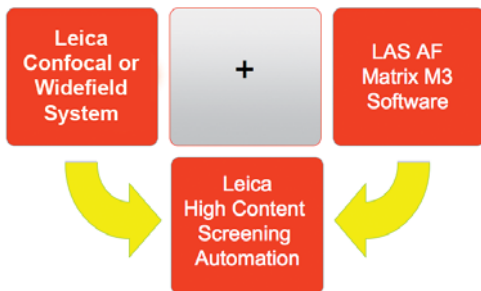 Leica
Confocal or
Widefield
System
+
LAS AF
Matrix M3
Software
Leica
High Content
Screening
Automation